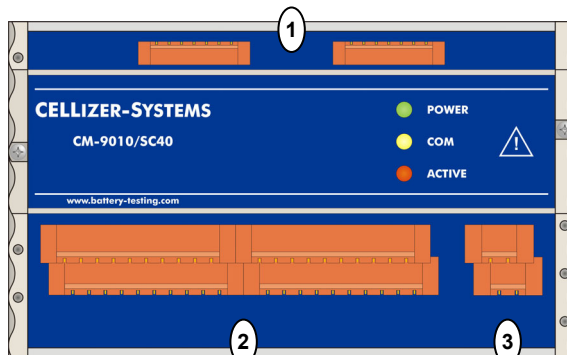 1
CELLIZER-SYSTEMS
POWER
CM-9010/SC40
COM
!
ACTIVE
www.battery-testing.com
2
3